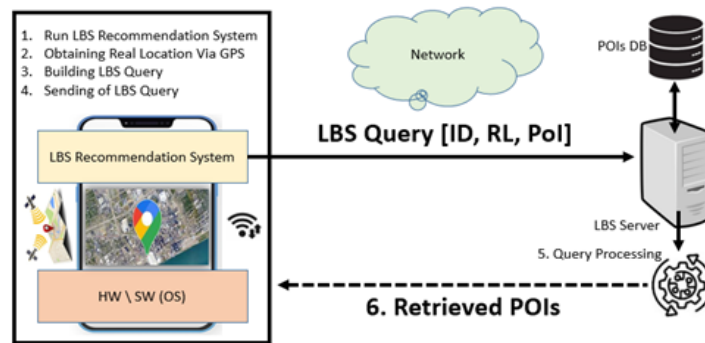 1. Run LBS Recommendation System
2. Obtaining Real Location Via GPS
3. Building LBS Query
4. Sending of LBS Query
LBS Recommendation System
HW \ SW (OS)
Network
LBS Query [ID, RL, PoI]
POIs DB
LBS Server
5. Query Processing
6. Retrieved POIs